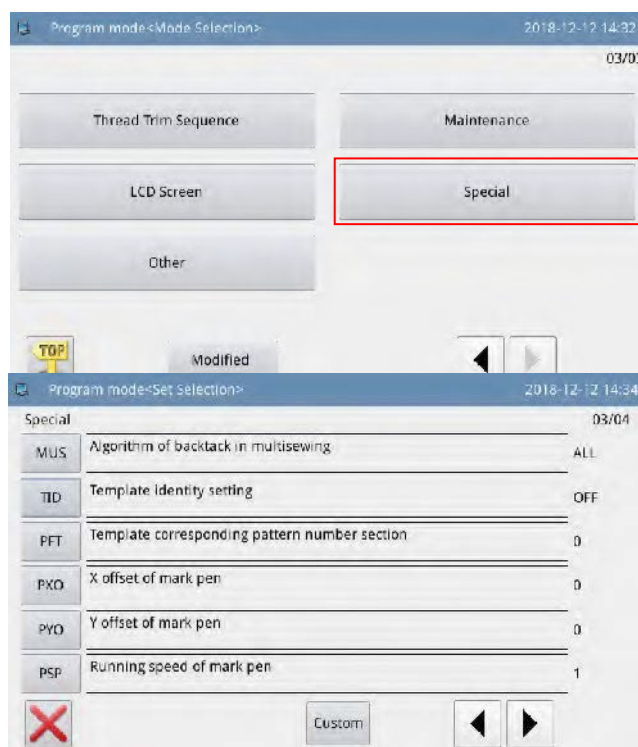 Program mode<Mode Selection> 2018-12-12 14:32
03/03
Thread Trim Sequence Maintenance
LCD Screen Special
Other
TOP Modified
Program mode<Set Selection> 2018-12-12 14:34
Special 03/04
MUS Algorithm of backtack in multisewing ALL
TID Template identity setting OFF
PFT Template corresponding pattern number section 0
PXO X offset of mark pen 0
PYO Y offset of mark pen 0
PSP Running speed of mark pen 1
Custom